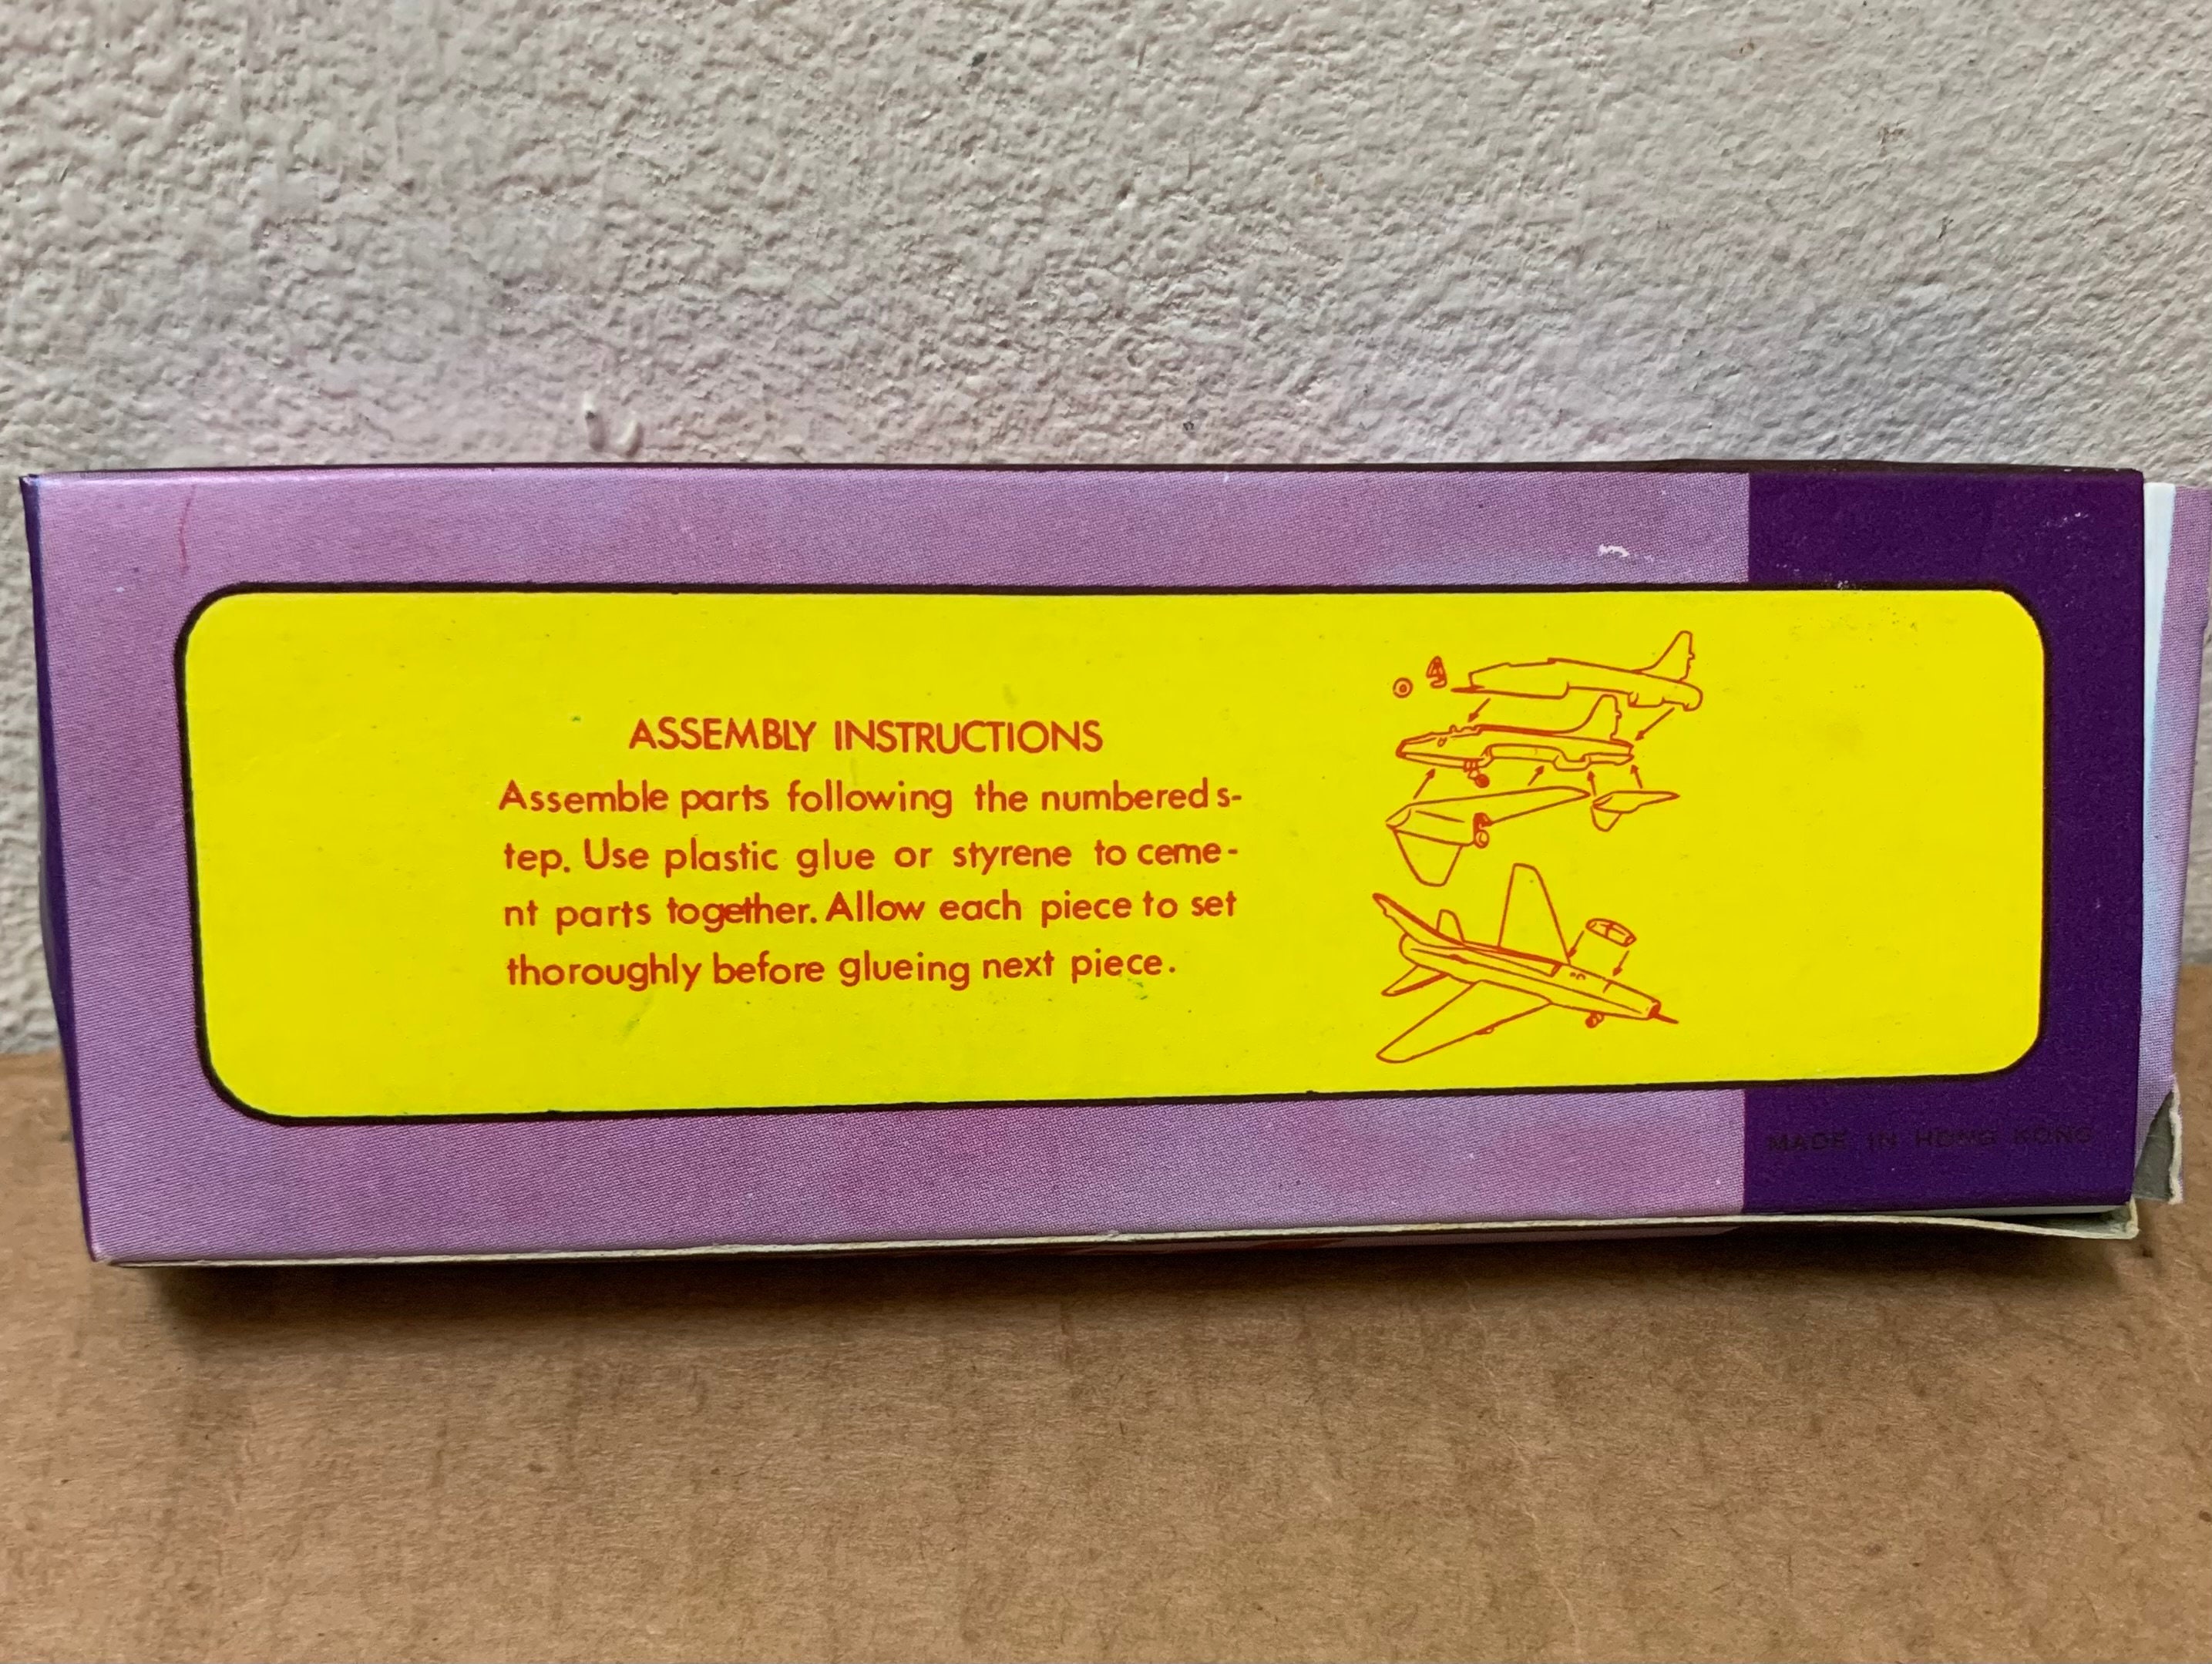 ASSEMBLY INSTRUCTIONS
Assemble parts following the numbered s-
tep. Use plastic glue or styrene to ceme-
nt parts together. Allow each piece to set
thoroughly before glueing next piece.
MADE IN HONG KONG